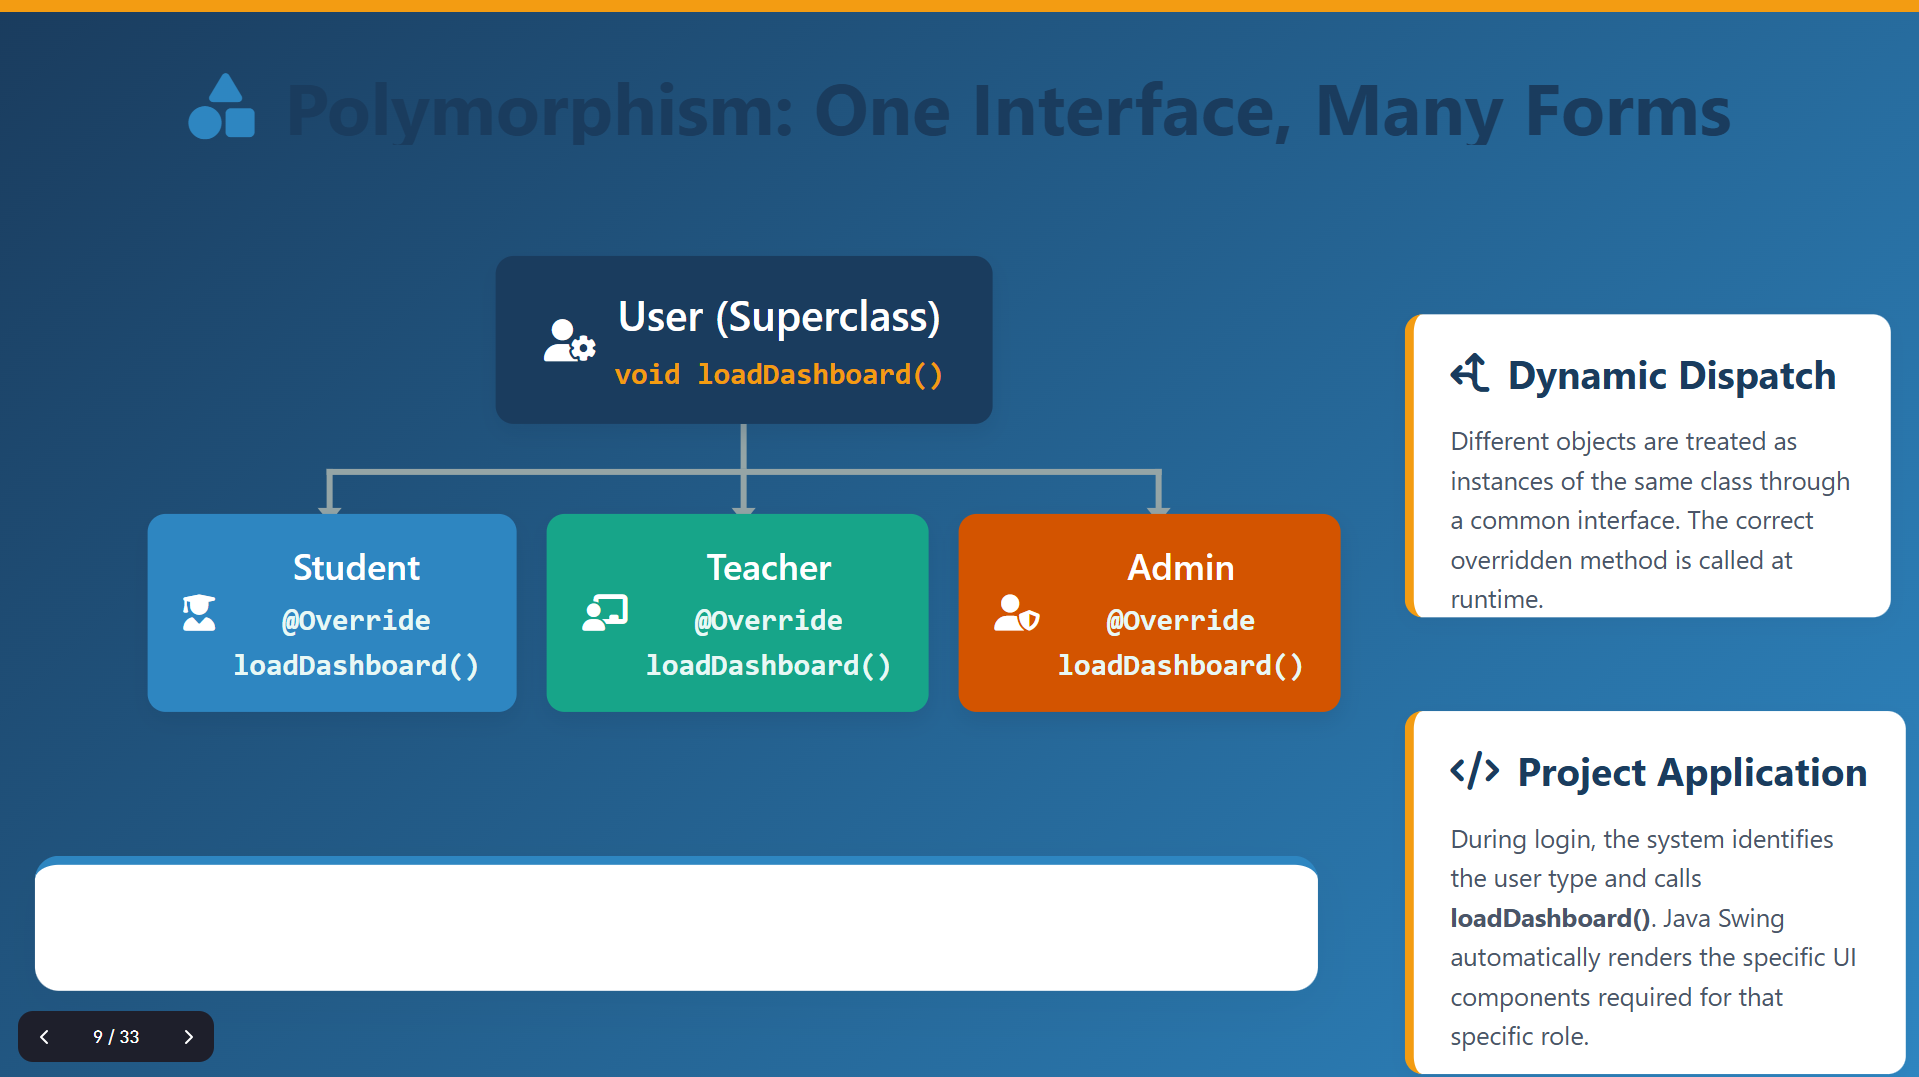 Polymorphism: One Interface, Many Forms
User (Superclass)
void loadDashboard()
Student
@Override
loadDashboard()
Teacher
@Override
loadDashboard()
Admin
@Override
loadDashboard()
Dynamic Dispatch
Different objects are treated as
instances of the same class through
a common interface. The correct
overridden method is called at
runtime.
Project Application
During login, the system identifies
the user type and calls
loadDashboard(). Java Swing
automatically renders the specific UI
components required for that
specific role.
9 / 33